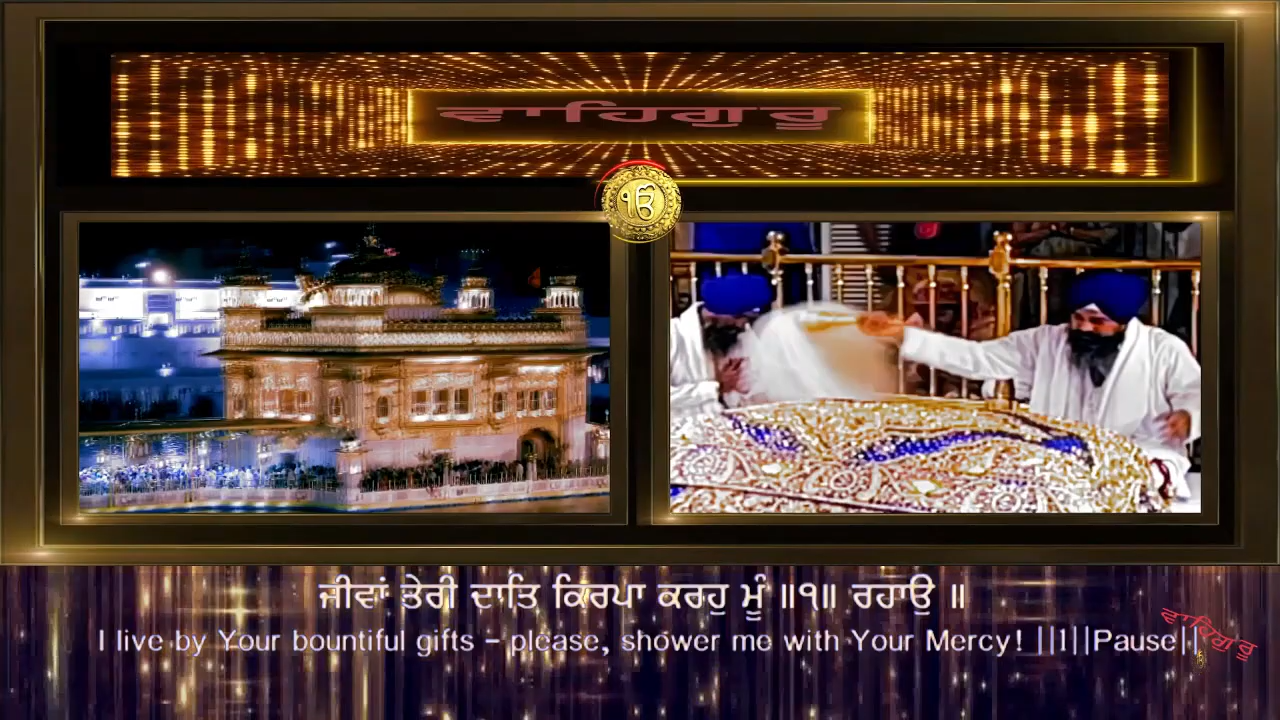 ਵਾਹਿਗੁਰੂ
ੴ
ਜੀਵਾਂ ਤੇਰੀ ਦਾਤਿ ਕਿਰਪਾ ਕਰਹੁ ਮੂੰ ॥੧॥ ਰਹਾਉ ॥
I live by Your bountiful gifts - please, shower me with Your Mercy! ||1||Pause||
ਵਾਹਿਗੁਰੂ